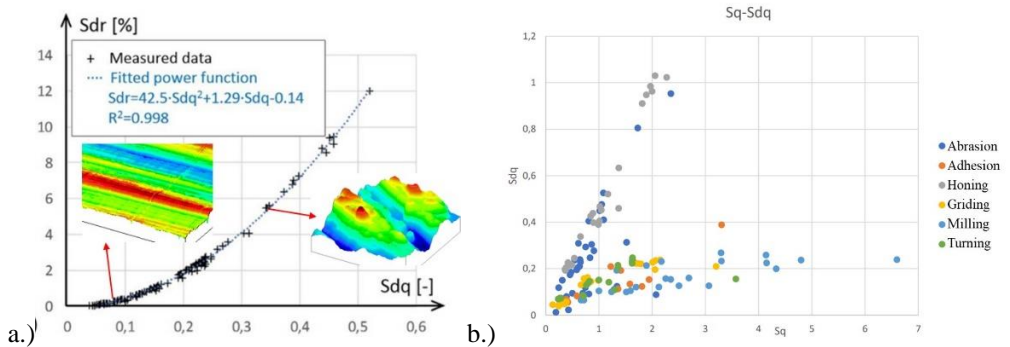 Sdr [%]
14
12
10
8
6
4
2
0
+ Measured data
Fitted power function
Sdr=42.5·Sdq²+1.29·Sdq-0.14
R²=0.998
Sdq [-]
0 0,1 0,2 0,3 0,4 0,5 0,6
a.)
Sq-Sdq
1,2
1
0,8
0,6
0,4
0,2
0
Sdq
0 1 2 3 4 5 6 7
Sq
Abrasion
Adhesion
Honing
Griding
Milling
Turning
b.)